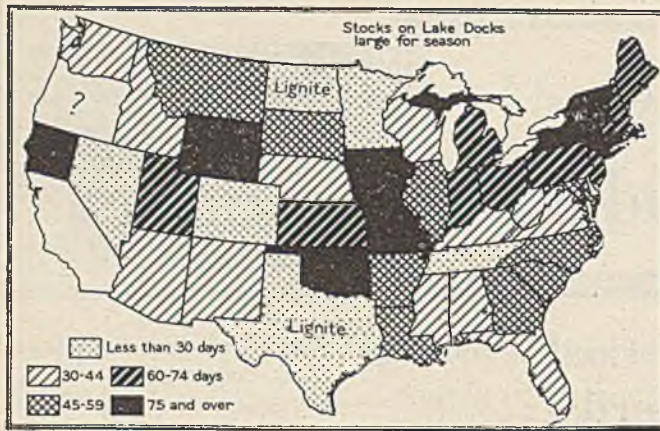 Stocks on Lake Docks
large for season
Lignite
?
Lignite
Less than 30 days
30-44
60-74 days
45-59
75 and over